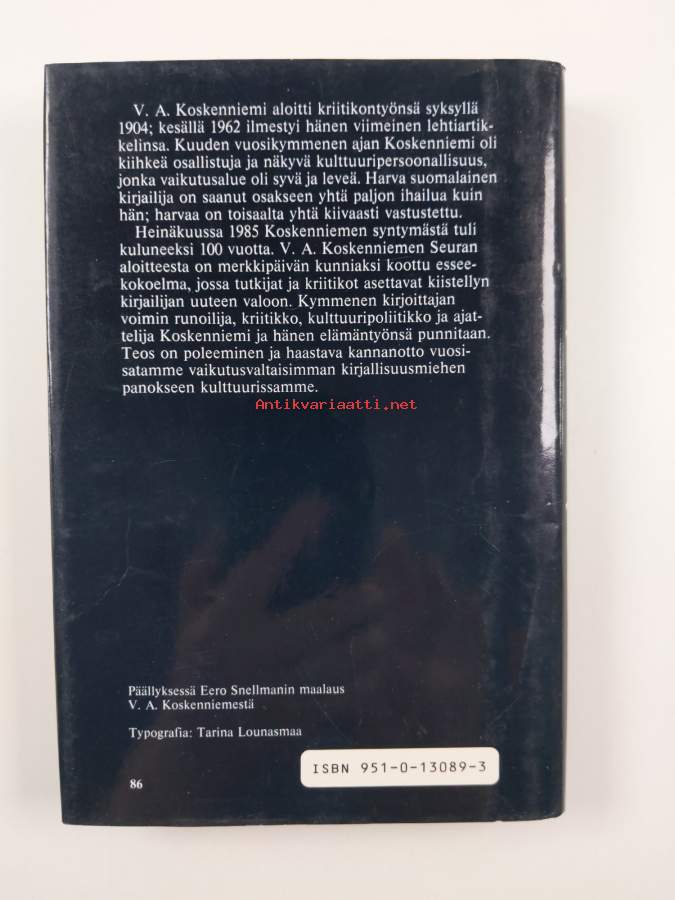 V. A. Koskenniemi aloitti kriitikontyönsä syksyllä
1904; kesällä 1962 ilmestyi hänen viimeinen lehtiartik-
kelinsa. Kuuden vuosikymmenen ajan Koskenniemi oli
kiihkeä osallistuja ja näkyvä kulttuuripersoonallisuus,
jonka vaikutusalue oli syvä ja leveä. Harva suomalainen
kirjailija on saanut osakseen yhtä paljon ihailua kuin
hän; harvaa on toisaalta yhtä kiivaasti vastustettu.
Heinäkuussa 1985 Koskenniemen syntymästä tuli
kuluneeksi 100 vuotta. V. A. Koskenniemen Seuran
aloitteesta on merkkipäivän kunniaksi koottu essee-
kokoelma, jossa tutkijat ja kriitikot asettavat kiistellyn
kirjailijan uuteen valoon. Kymmenen kirjoittajan
voimin runoilija, kriitikko, kulttuuripoliitikko ja ajat-
telija Koskenniemi ja hänen elämäntyönsä punnitaan.
Teos on poleeminen ja haastava kannanotto vuosi-
satamme vaikutusvaltaisimman kirjallisuusmiehen
panokseen kulttuurissamme.
Antikvariaatti.net
Päällyksessä Eero Snellmanin maalaus
V. A. Koskenniemestä
Typografia: Tarina Lounasmaa
ISBN 951-0-13089-3
86